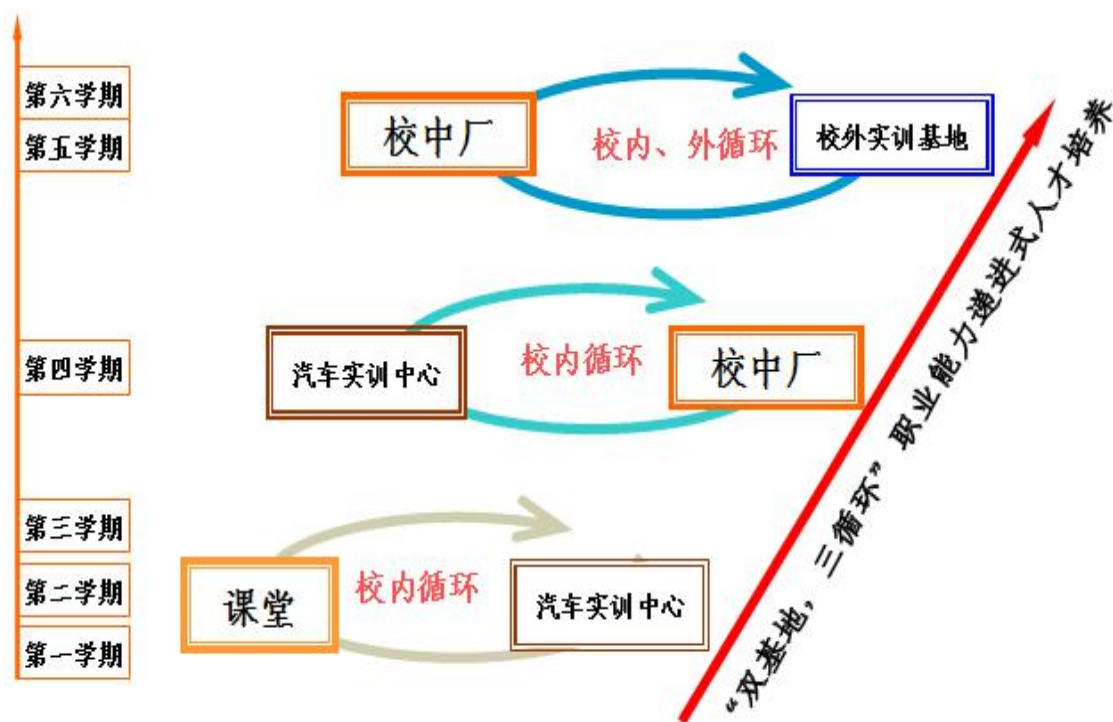 第六学期
第五学期
校中厂
校内、外循环
校外实训基地
第四学期
汽车实训中心
校内循环
校中厂
第三学期
第二学期
第一学期
课堂
校内循环
汽车实训中心
“双基地，三循环”职业能力递进式人才培养